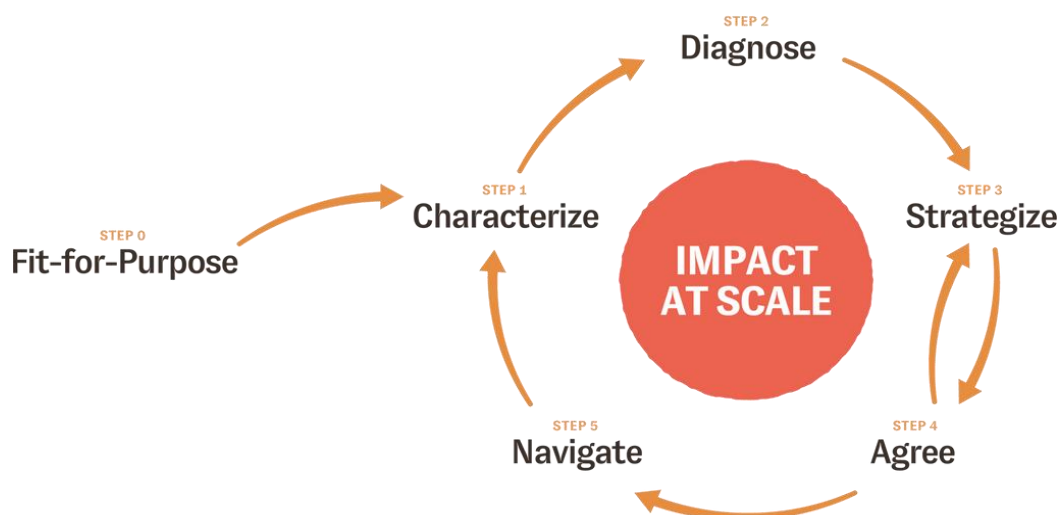 STEP 0
Fit-for-Purpose
STEP 1
Characterize
STEP 2
Diagnose
STEP 3
Strategize
STEP 4
Agree
STEP 5
Navigate
IMPACT
AT SCALE